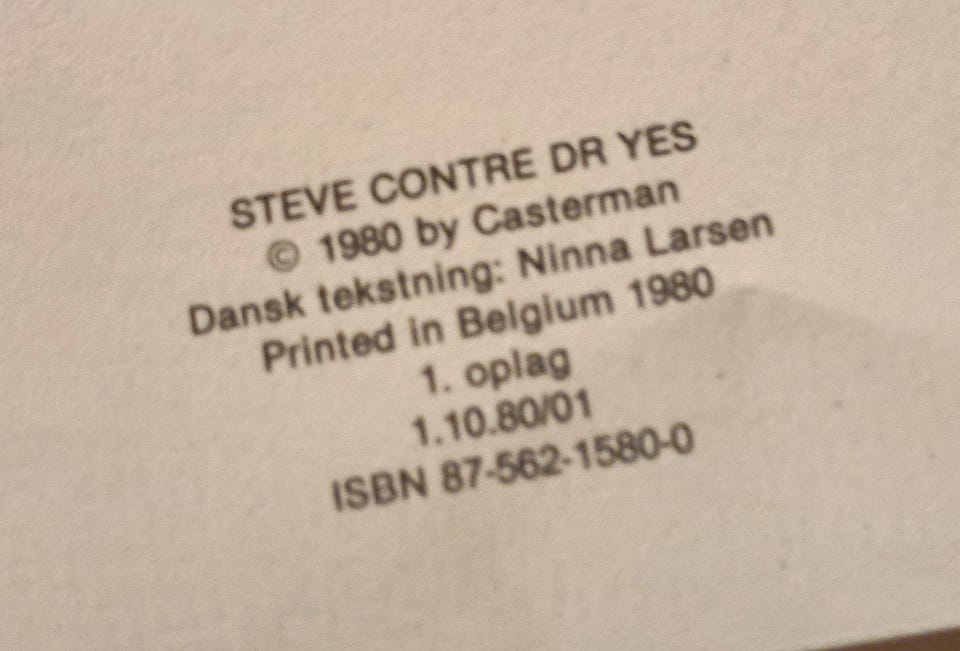 STEVE CONTRE DR YES
© 1980 by Casterman
Dansk tekstning: Ninna Larsen
Printed in Belgium 1980
1. oplag
1.10.80/01
ISBN 87-562-1580-0